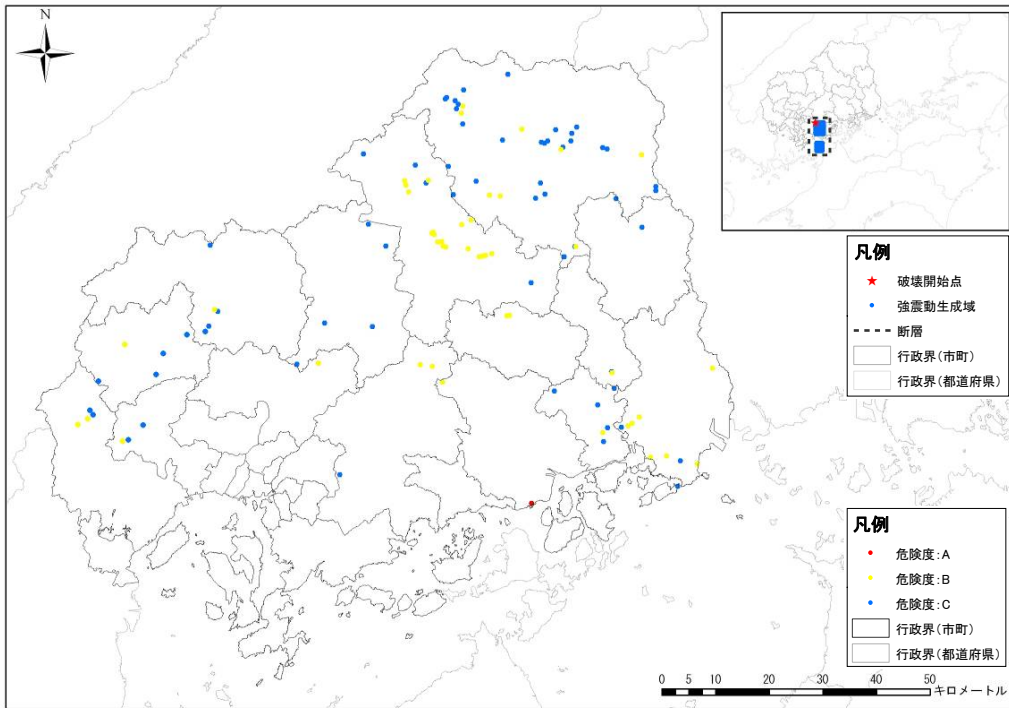 N
凡例
破壊開始点
強震動生成域
断層
行政界(市町)
行政界(都道府県)
凡例
危険度:A
危険度:B
危険度:C
行政界(市町)
行政界(都道府県)
0 5 10 20 30 40 50
キロメートル